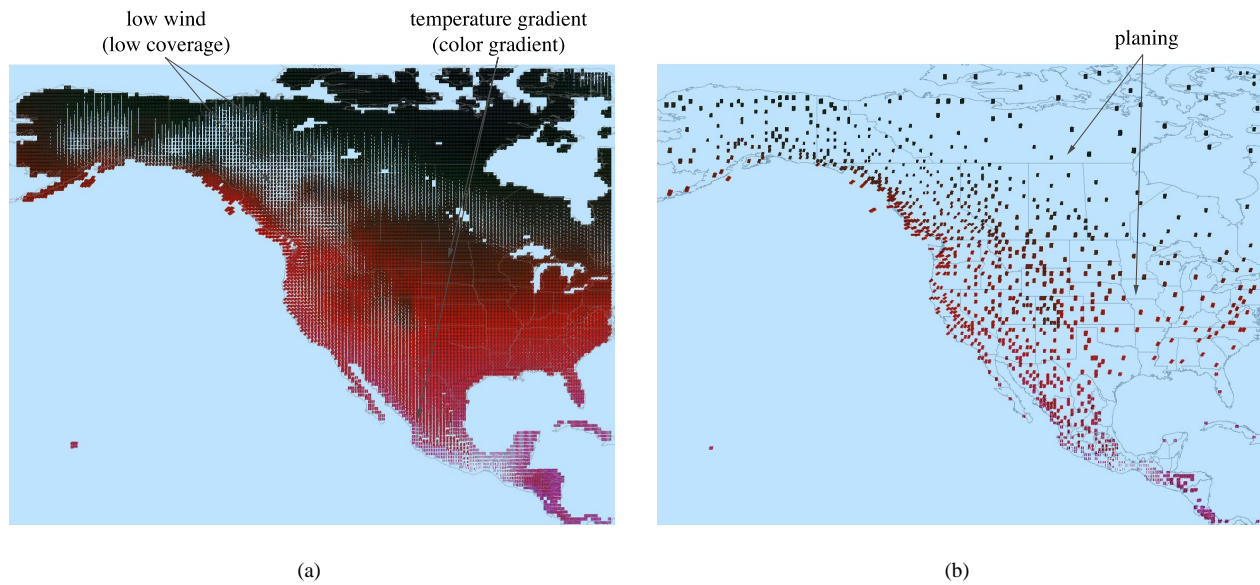 low wind
(low coverage)
temperature gradient
(color gradient)
planing
(a)
(b)